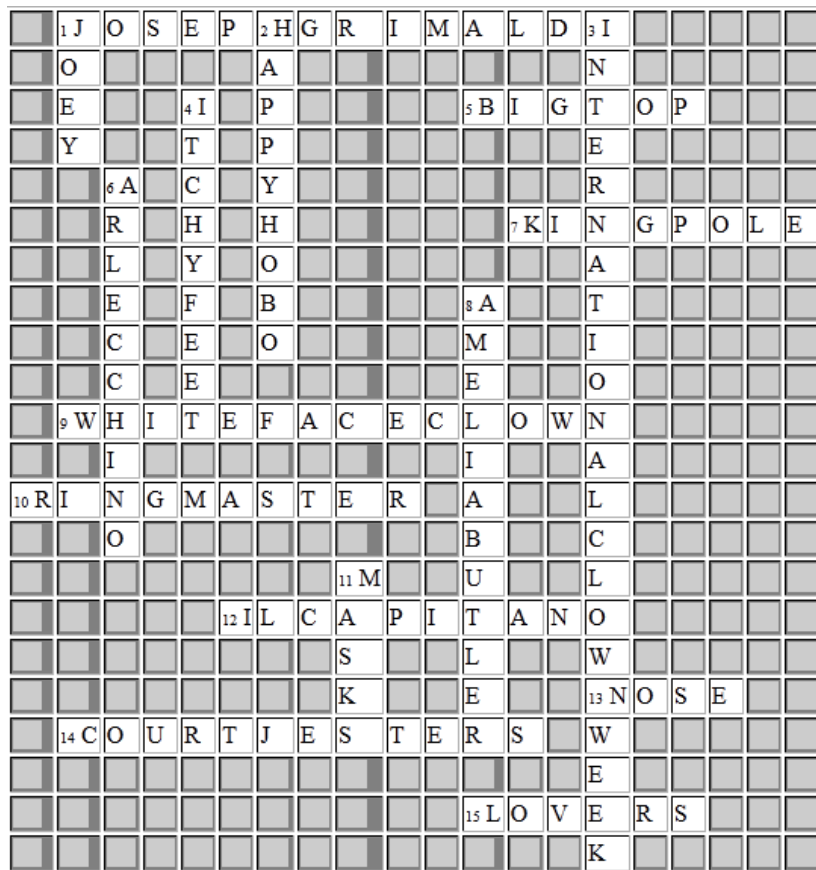 1 J O S E P 2 H G R I M A L D 3 I
O A N
E 4 I P 5 B I G T O P
Y T P E
6 A C Y R
R H H 7 K I N G P O L E
L Y O A
E F B 8 A T
C E O M I
C E E O
9 W H I T E F A C E C L O W N
I I A
10 R I N G M A S T E R A L
O B C
11 M U L
12 I L C A P I T A N O
S L W
K E 13 N O S E
14 C O U R T J E S T E R S W
E
15 L O V E R S
K